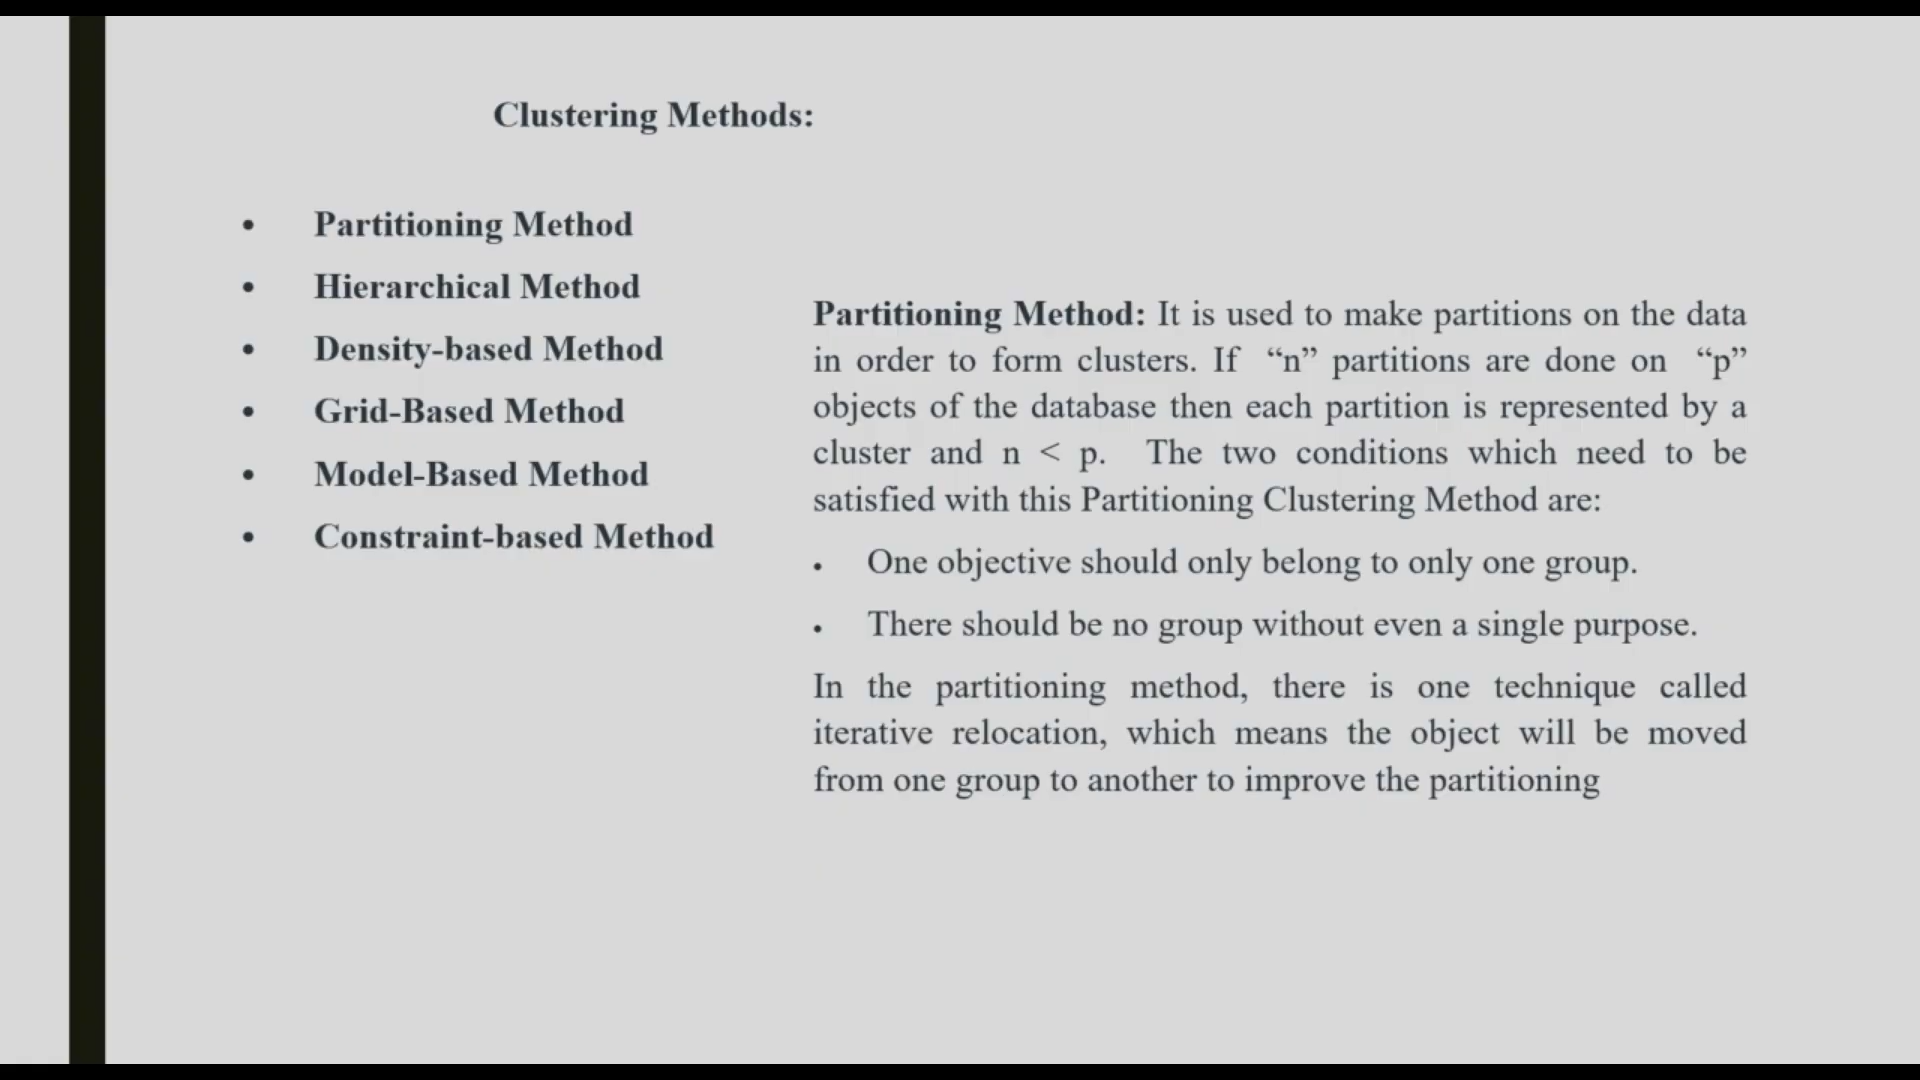 Clustering Methods:
• Partitioning Method
• Hierarchical Method
• Density-based Method
• Grid-Based Method
• Model-Based Method
• Constraint-based Method
Partitioning Method: It is used to make partitions on the data
in order to form clusters. If “n” partitions are done on “p”
objects of the database then each partition is represented by a
cluster and n < p. The two conditions which need to be
satisfied with this Partitioning Clustering Method are:
• One objective should only belong to only one group.
• There should be no group without even a single purpose.
In the partitioning method, there is one technique called
iterative relocation, which means the object will be moved
from one group to another to improve the partitioning